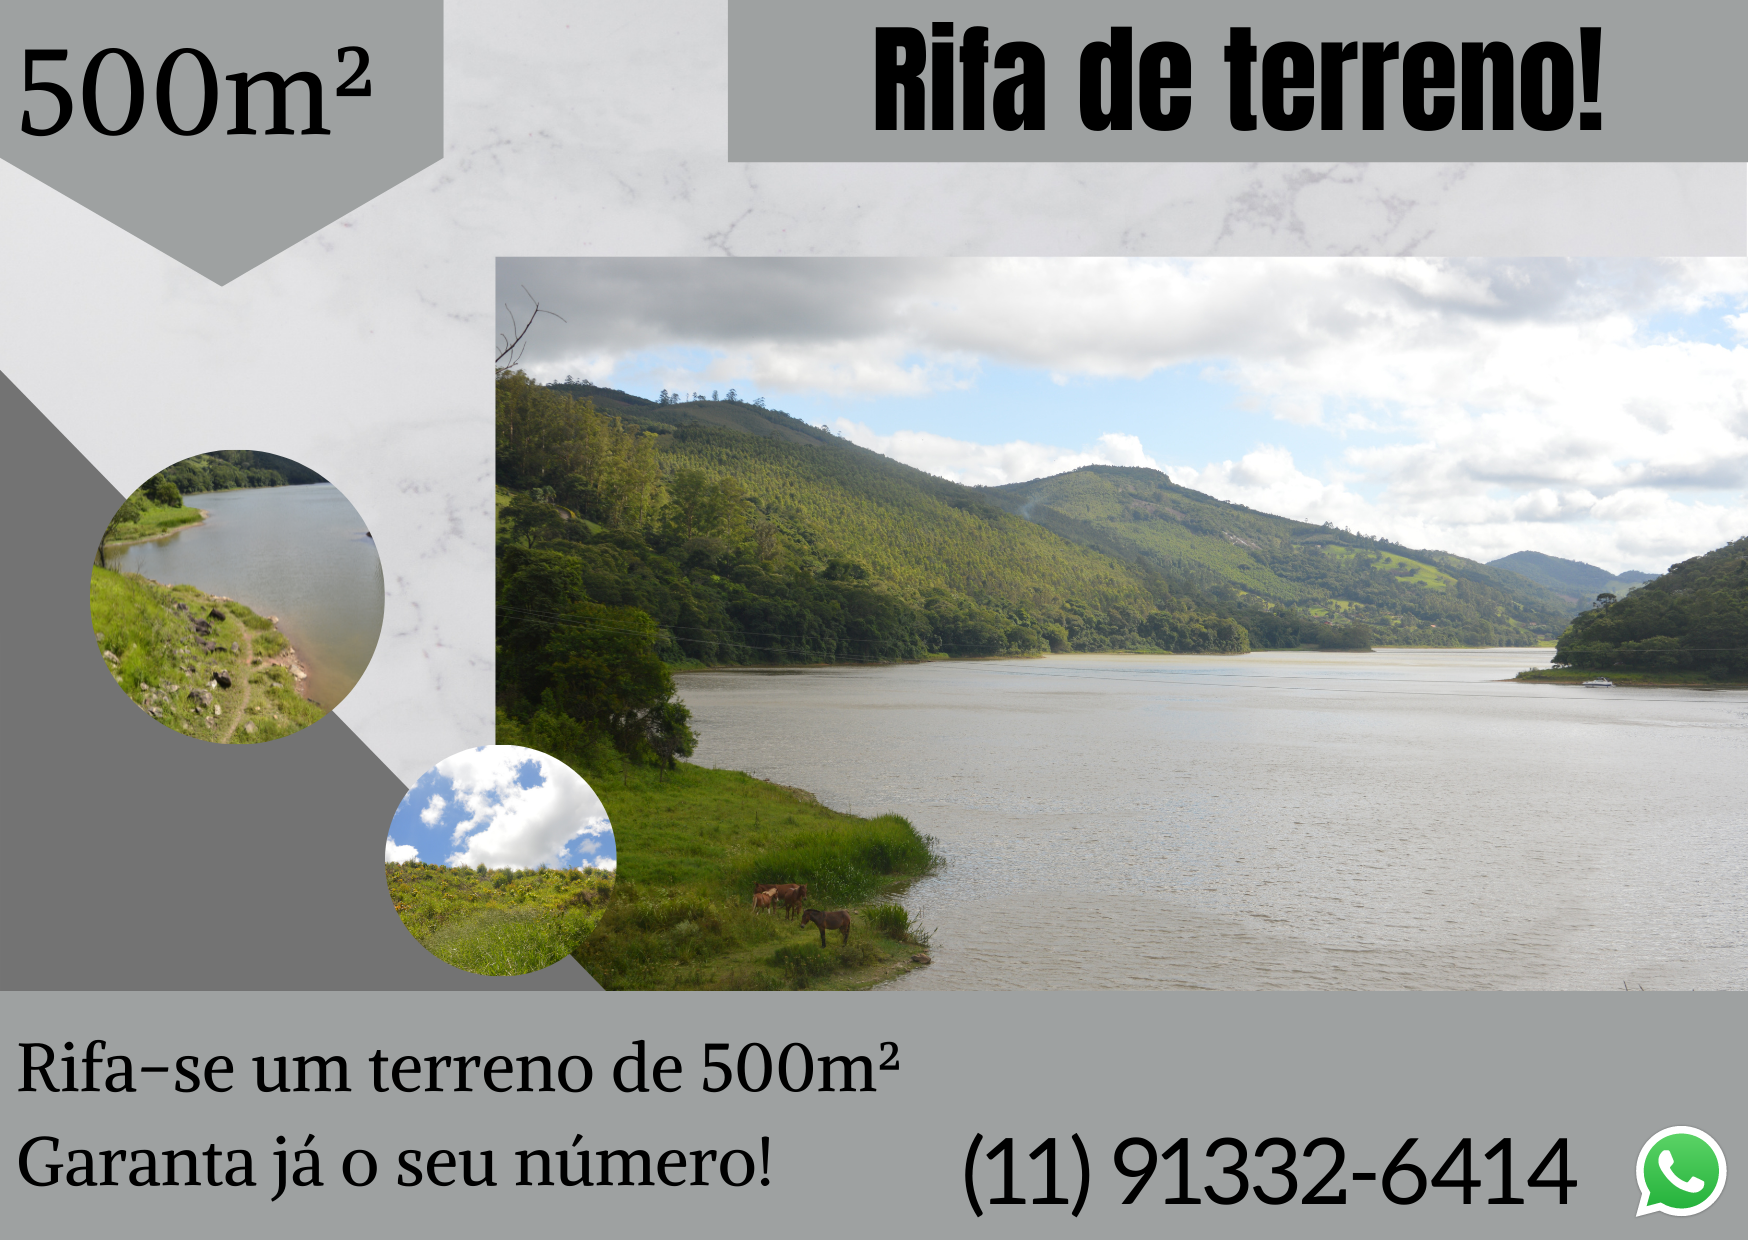 500m²
Rifa de terreno!
Rifa-se um terreno de 500m²
Garanta já o seu número!
(11) 91332-6414